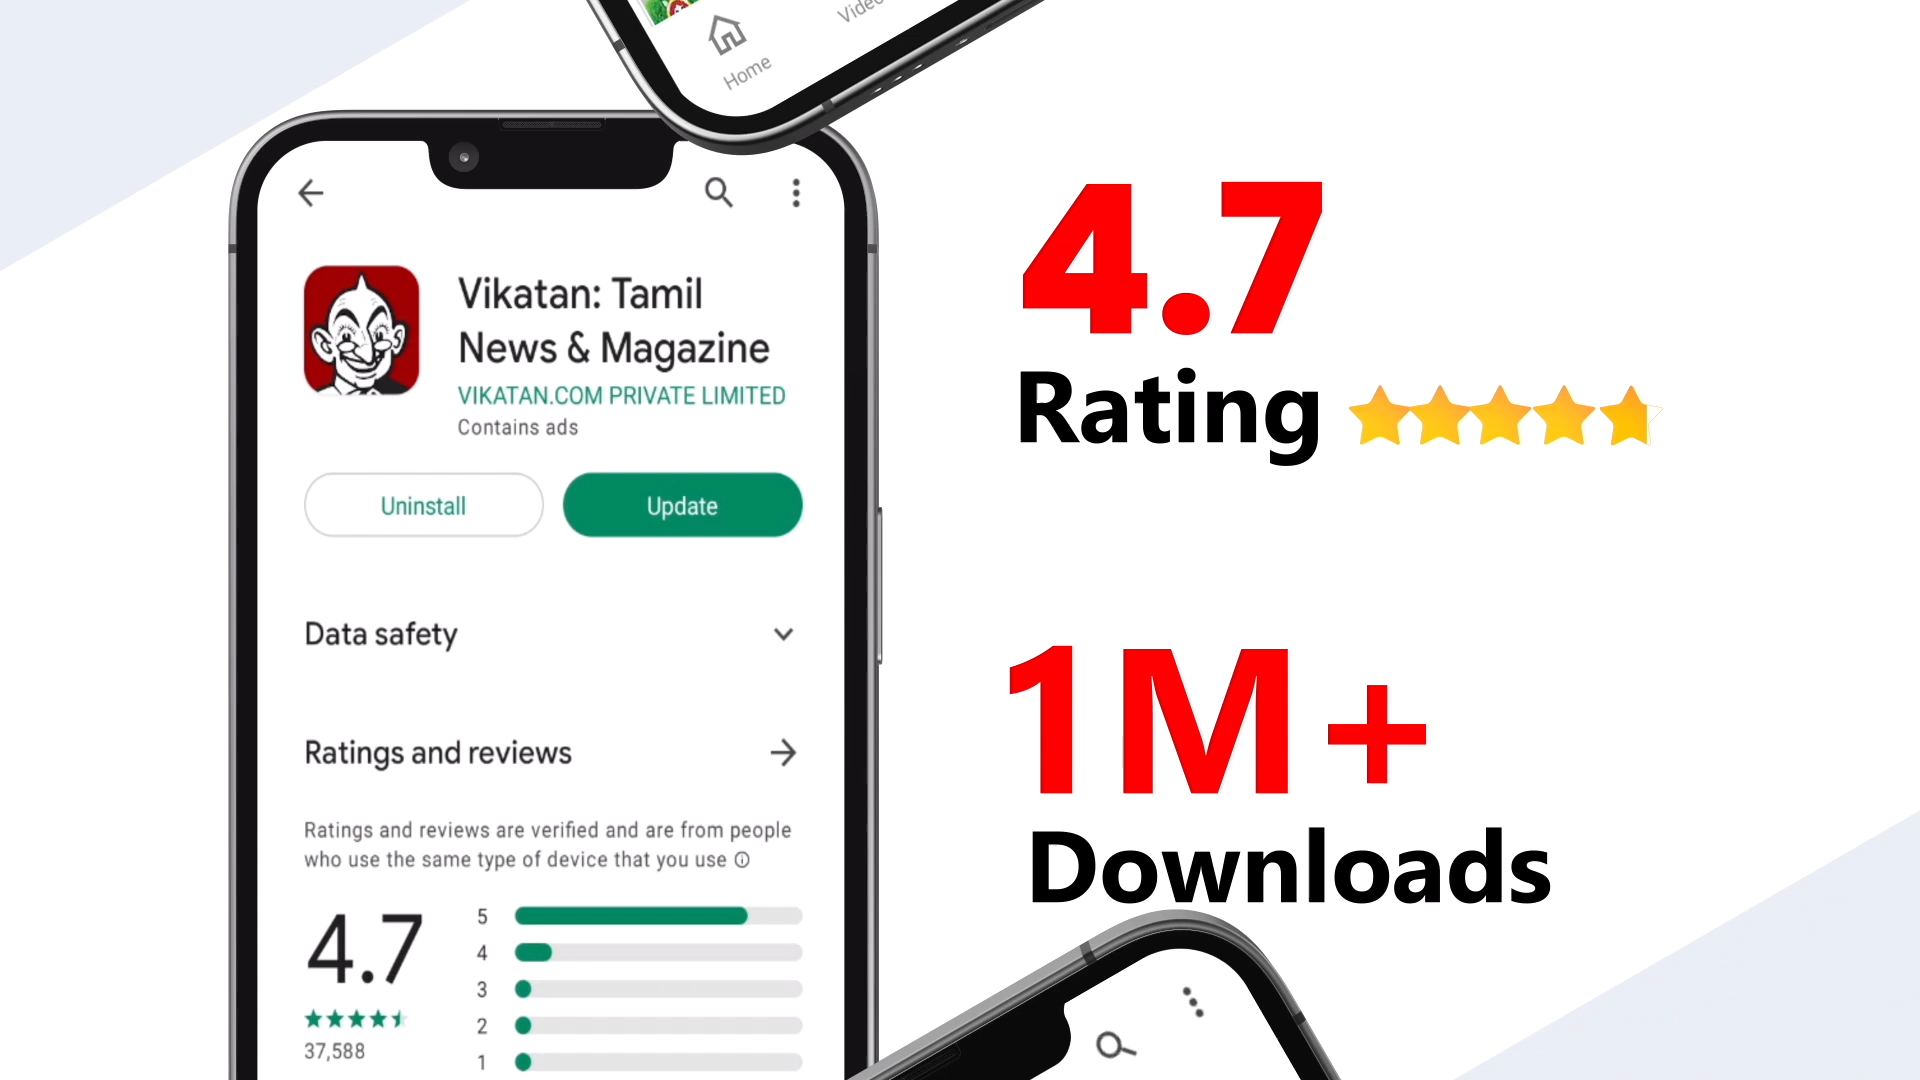 Home
Vikatan: Tamil
News & Magazine
VIKATAN.COM PRIVATE LIMITED
Contains ads
Uninstall
Update
Data safety
Ratings and reviews
Ratings and reviews are verified and are from people
who use the same type of device that you use
4.7
37,588
5
4
3
2
1
4.7
Rating
1M+
Downloads